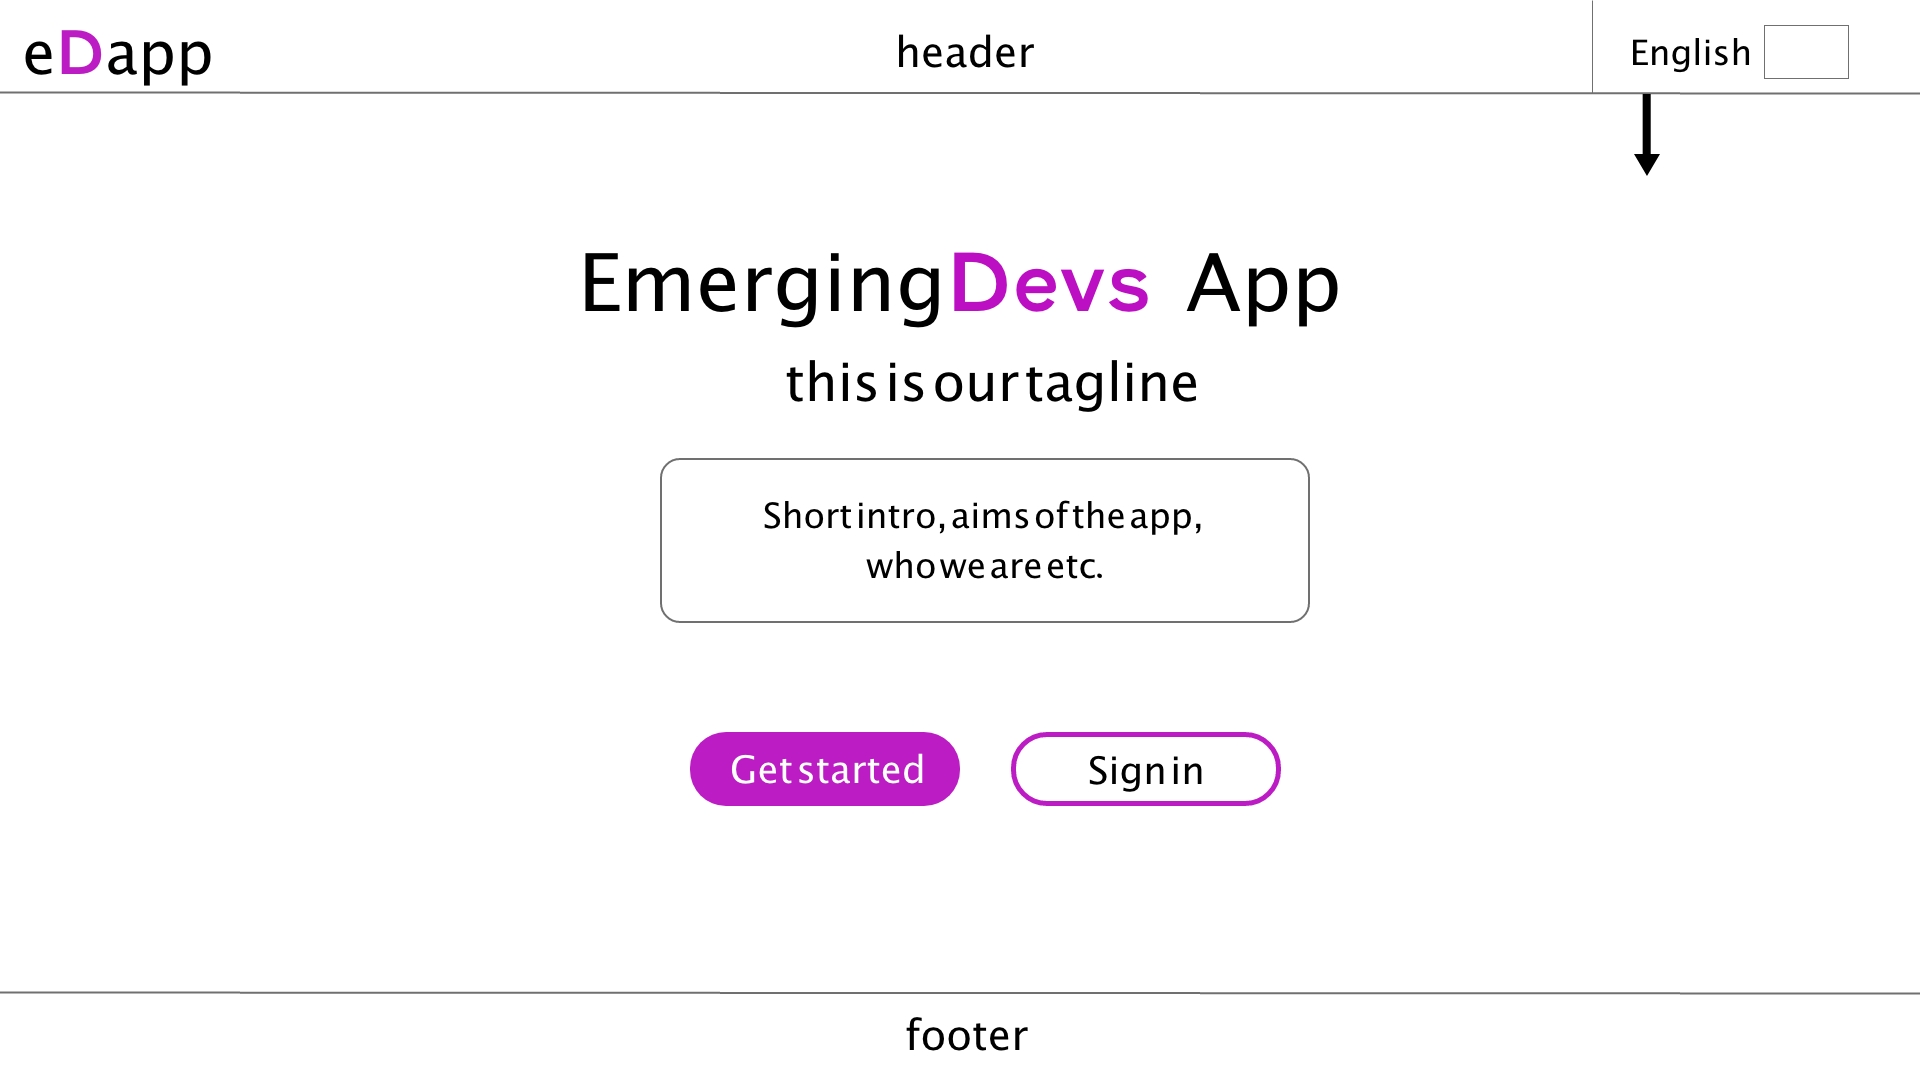 eDapp
header
English
EmergingDevs App
this is our tagline
Short intro, aims of the app,
who we are etc.
Get started
Sign in
footer